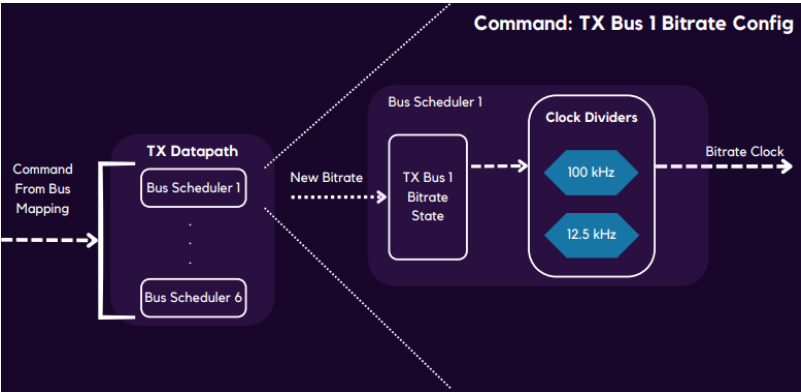 Command: TX Bus 1 Bitrate Config
Command
From Bus
Mapping
TX Datapath
Bus Scheduler 1
.
.
.
Bus Scheduler 6
New Bitrate
Bus Scheduler 1
TX Bus 1
Bitrate
State
Clock Dividers
100 kHz
12.5 kHz
Bitrate Clock